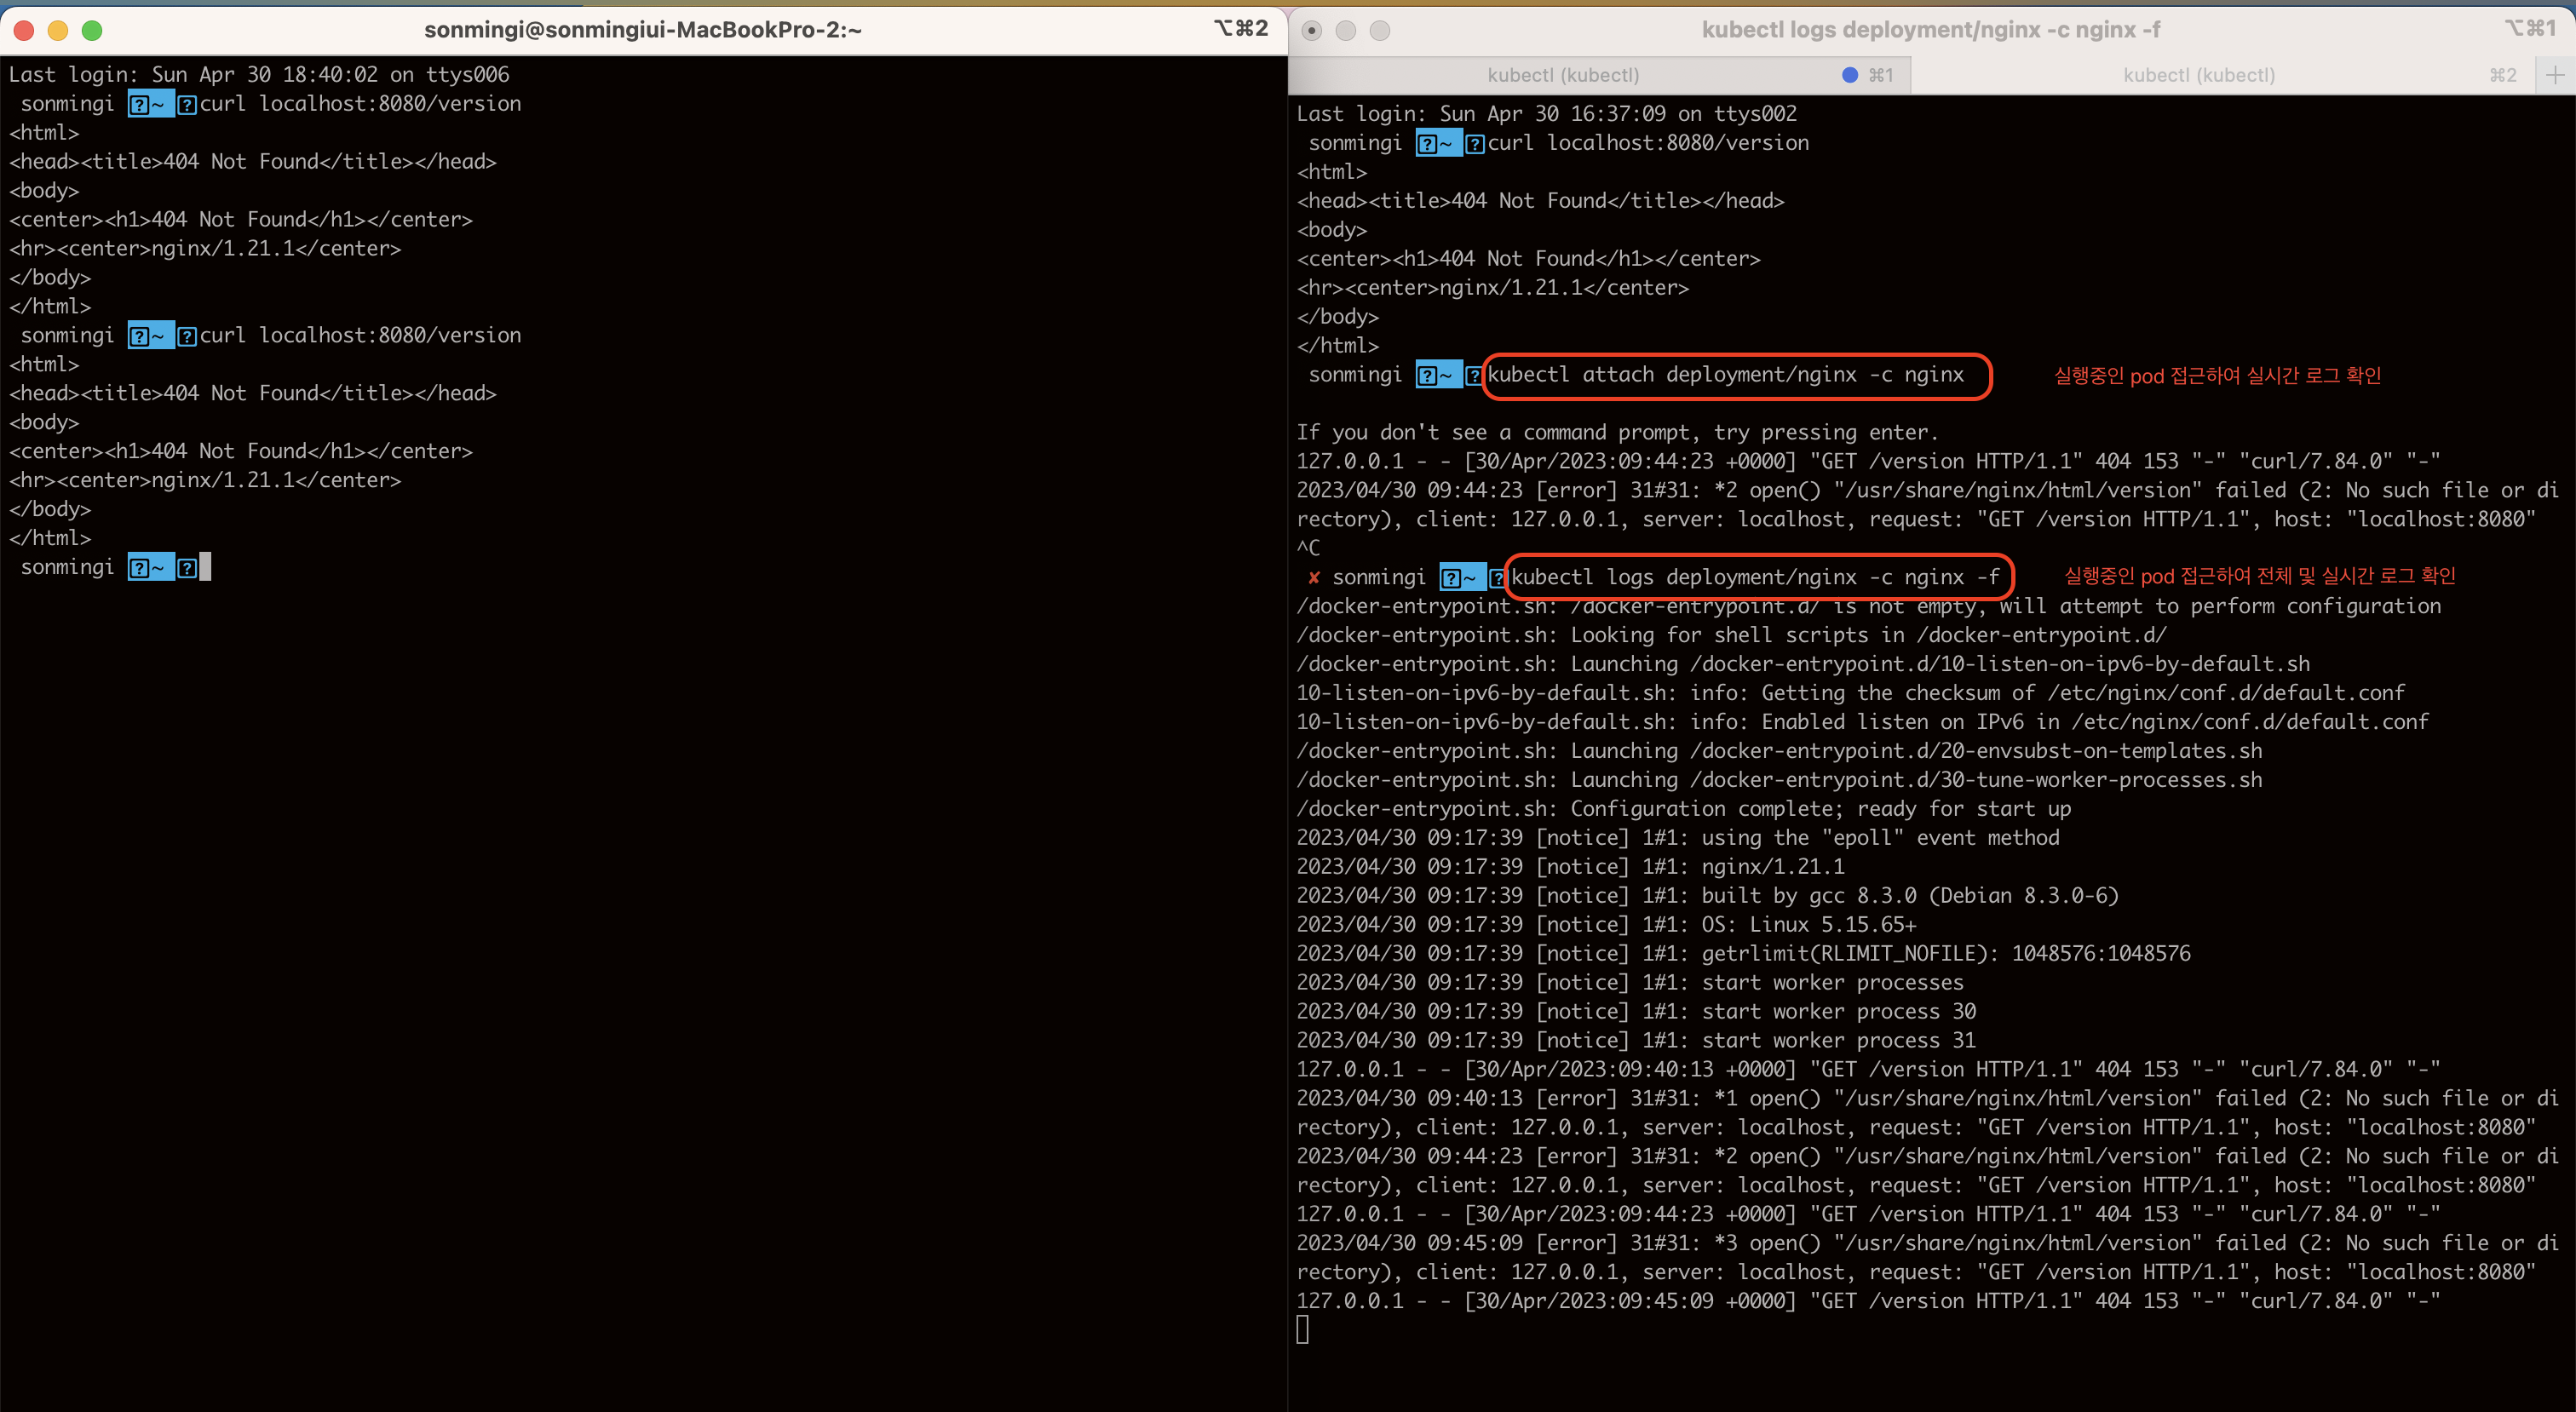 sonmingi@sonmingiui-MacBookPro-2:~
⌥⌘2
Last login: Sun Apr 30 18:40:02 on ttys006
sonmingi ?~ ?curl localhost:8080/version
<html>
<head><title>404 Not Found</title></head>
<body>
<center><h1>404 Not Found</h1></center>
<hr><center>nginx/1.21.1</center>
</body>
</html>
sonmingi ?~ ?curl localhost:8080/version
<html>
<head><title>404 Not Found</title></head>
<body>
<center><h1>404 Not Found</h1></center>
<hr><center>nginx/1.21.1</center>
</body>
</html>
sonmingi ?~ ?
kubectl logs deployment/nginx -c nginx -f
⌥⌘1
kubectl (kubectl) ⌘1
kubectl (kubectl) ⌘2 +
Last login: Sun Apr 30 16:37:09 on ttys002
sonmingi ?~ ?curl localhost:8080/version
<html>
<head><title>404 Not Found</title></head>
<body>
<center><h1>404 Not Found</h1></center>
<hr><center>nginx/1.21.1</center>
</body>
</html>
sonmingi ?~ ?kubectl attach deployment/nginx -c nginx 실행중인 pod 접근하여 실시간 로그 확인
If you don't see a command prompt, try pressing enter.
127.0.0.1 - - [30/Apr/2023:09:44:23 +0000] "GET /version HTTP/1.1" 404 153 "-" "curl/7.84.0" "-"
2023/04/30 09:44:23 [error] 31#31: *2 open() "/usr/share/nginx/html/version" failed (2: No such file or di
rectory), client: 127.0.0.1, server: localhost, request: "GET /version HTTP/1.1", host: "localhost:8080"
^C
✘ sonmingi ?~ ?kubectl logs deployment/nginx -c nginx -f 실행중인 pod 접근하여 전체 및 실시간 로그 확인
/docker-entrypoint.sh: /docker-entrypoint.d/ is not empty, will attempt to perform configuration
/docker-entrypoint.sh: Looking for shell scripts in /docker-entrypoint.d/
/docker-entrypoint.sh: Launching /docker-entrypoint.d/10-listen-on-ipv6-by-default.sh
10-listen-on-ipv6-by-default.sh: info: Getting the checksum of /etc/nginx/conf.d/default.conf
10-listen-on-ipv6-by-default.sh: info: Enabled listen on IPv6 in /etc/nginx/conf.d/default.conf
/docker-entrypoint.sh: Launching /docker-entrypoint.d/20-envsubst-on-templates.sh
/docker-entrypoint.sh: Launching /docker-entrypoint.d/30-tune-worker-processes.sh
/docker-entrypoint.sh: Configuration complete; ready for start up
2023/04/30 09:17:39 [notice] 1#1: using the "epoll" event method
2023/04/30 09:17:39 [notice] 1#1: nginx/1.21.1
2023/04/30 09:17:39 [notice] 1#1: built by gcc 8.3.0 (Debian 8.3.0-6)
2023/04/30 09:17:39 [notice] 1#1: OS: Linux 5.15.65+
2023/04/30 09:17:39 [notice] 1#1: getrlimit(RLIMIT_NOFILE): 1048576:1048576
2023/04/30 09:17:39 [notice] 1#1: start worker processes
2023/04/30 09:17:39 [notice] 1#1: start worker process 30
2023/04/30 09:17:39 [notice] 1#1: start worker process 31
127.0.0.1 - - [30/Apr/2023:09:40:13 +0000] "GET /version HTTP/1.1" 404 153 "-" "curl/7.84.0" "-"
2023/04/30 09:40:13 [error] 31#31: *1 open() "/usr/share/nginx/html/version" failed (2: No such file or di
rectory), client: 127.0.0.1, server: localhost, request: "GET /version HTTP/1.1", host: "localhost:8080"
2023/04/30 09:44:23 [error] 31#31: *2 open() "/usr/share/nginx/html/version" failed (2: No such file or di
rectory), client: 127.0.0.1, server: localhost, request: "GET /version HTTP/1.1", host: "localhost:8080"
127.0.0.1 - - [30/Apr/2023:09:44:23 +0000] "GET /version HTTP/1.1" 404 153 "-" "curl/7.84.0" "-"
2023/04/30 09:45:09 [error] 31#31: *3 open() "/usr/share/nginx/html/version" failed (2: No such file or di
rectory), client: 127.0.0.1, server: localhost, request: "GET /version HTTP/1.1", host: "localhost:8080"
127.0.0.1 - - [30/Apr/2023:09:45:09 +0000] "GET /version HTTP/1.1" 404 153 "-" "curl/7.84.0" "-"